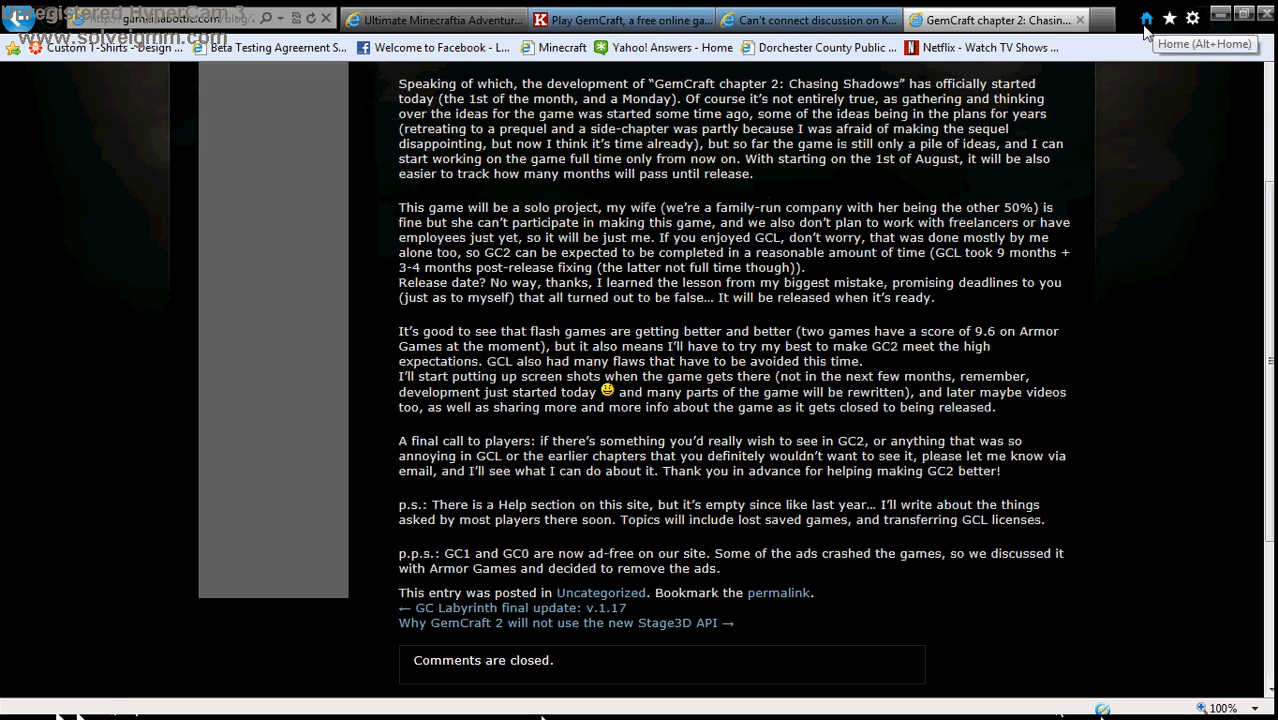 Unregistered HyperCam 3
www.solveigmm.com
gameinabottle.com/blog/
Ultimate Minecraftia Adventur...
Play GemCraft, a free online ga...
Can't connect discussion on K...
GemCraft chapter 2: Chasin...
Custom T-Shirts - Design ...
Beta Testing Agreement S...
Welcome to Facebook - L...
Minecraft
Yahoo! Answers - Home
Dorchester County Public ...
Netflix - Watch TV Shows ...
Home (Alt+Home)
Speaking of which, the development of “GemCraft chapter 2: Chasing Shadows” has officially started
today (the 1st of the month, and a Monday). Of course it’s not entirely true, as gathering and thinking
over the ideas for the game was started some time ago, some of the ideas being in the plans for years
(retreating to a prequel and a side-chapter was partly because I was afraid of making the sequel
disappointing, but now I think it’s time already), but so far the game is still only a pile of ideas, and I can
start working on the game full time only from now on. With starting on the 1st of August, it will be also
easier to track how many months will pass until release.
This game will be a solo project, my wife (we’re a family-run company with her being the other 50%) is
fine but she can’t participate in making this game, and we also don’t plan to work with freelancers or have
employees just yet, so it will be just me. If you enjoyed GCL, don’t worry, that was done mostly by me
alone too, so GC2 can be expected to be completed in a reasonable amount of time (GCL took 9 months +
3-4 months post-release fixing (the latter not full time though)).
Release date? No way, thanks, I learned the lesson from my biggest mistake, promising deadlines to you
(just as to myself) that all turned out to be false… It will be released when it’s ready.
It’s good to see that flash games are getting better and better (two games have a score of 9.6 on Armor
Games at the moment), but it also means I’ll have to try my best to make GC2 meet the high
expectations. GCL also had many flaws that have to be avoided this time.
I’ll start putting up screen shots when the game gets there (not in the next few months, remember,
development just started today and many parts of the game will be rewritten), and later maybe videos
too, as well as sharing more and more info about the game as it gets closed to being released.
A final call to players: if there’s something you’d really wish to see in GC2, or anything that was so
annoying in GCL or the earlier chapters that you definitely wouldn’t want to see it, please let me know via
email, and I’ll see what I can do about it. Thank you in advance for helping making GC2 better!
p.s.: There is a Help section on this site, but it’s empty since like last year… I’ll write about the things
asked by most players there soon. Topics will include lost saved games, and transferring GCL licenses.
p.p.s.: GC1 and GC0 are now ad-free on our site. Some of the ads crashed the games, so we discussed it
with Armor Games and decided to remove the ads.
This entry was posted in Uncategorized. Bookmark the permalink.
← GC Labyrinth final update: v.1.17
Why GemCraft 2 will not use the new Stage3D API →
Comments are closed.
100%